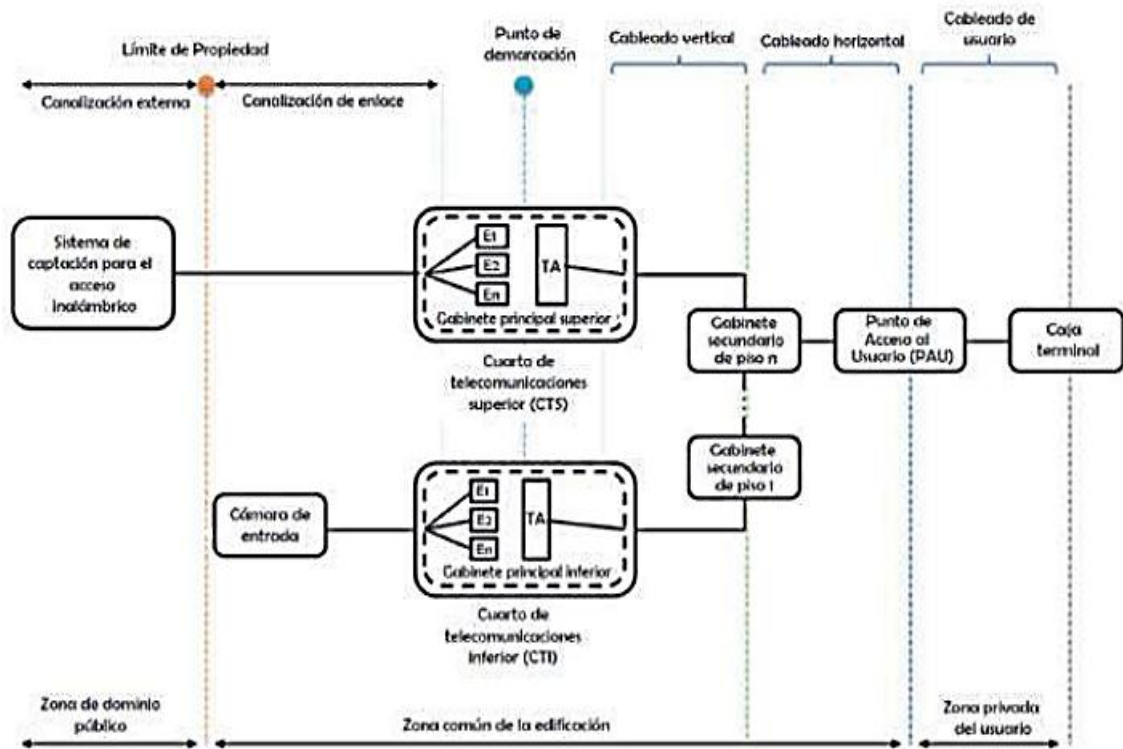 Límite de Propiedad
Punto de
demarcación
Cableado vertical
Cableado horizontal
Cableado de
usuario
Canalización externa
Canalización de enlace
Sistema de
captación para el
acceso
inalámbrico
E1
E2
En
TA
Gabinete principal superior
Cuarto de
telecomunicaciones
superior (CTS)
Gabinete
secundario
de piso n
Punto de
Acceso al
Usuario (PAU)
Caja
terminal
Gabinete
secundario
de piso 1
Cámara de
entrada
E1
E2
En
TA
Gabinete principal inferior
Cuarto de
telecomunicaciones
inferior (CTI)
Zona de dominio
público
Zona común de la edificación
Zona privada
del usuario